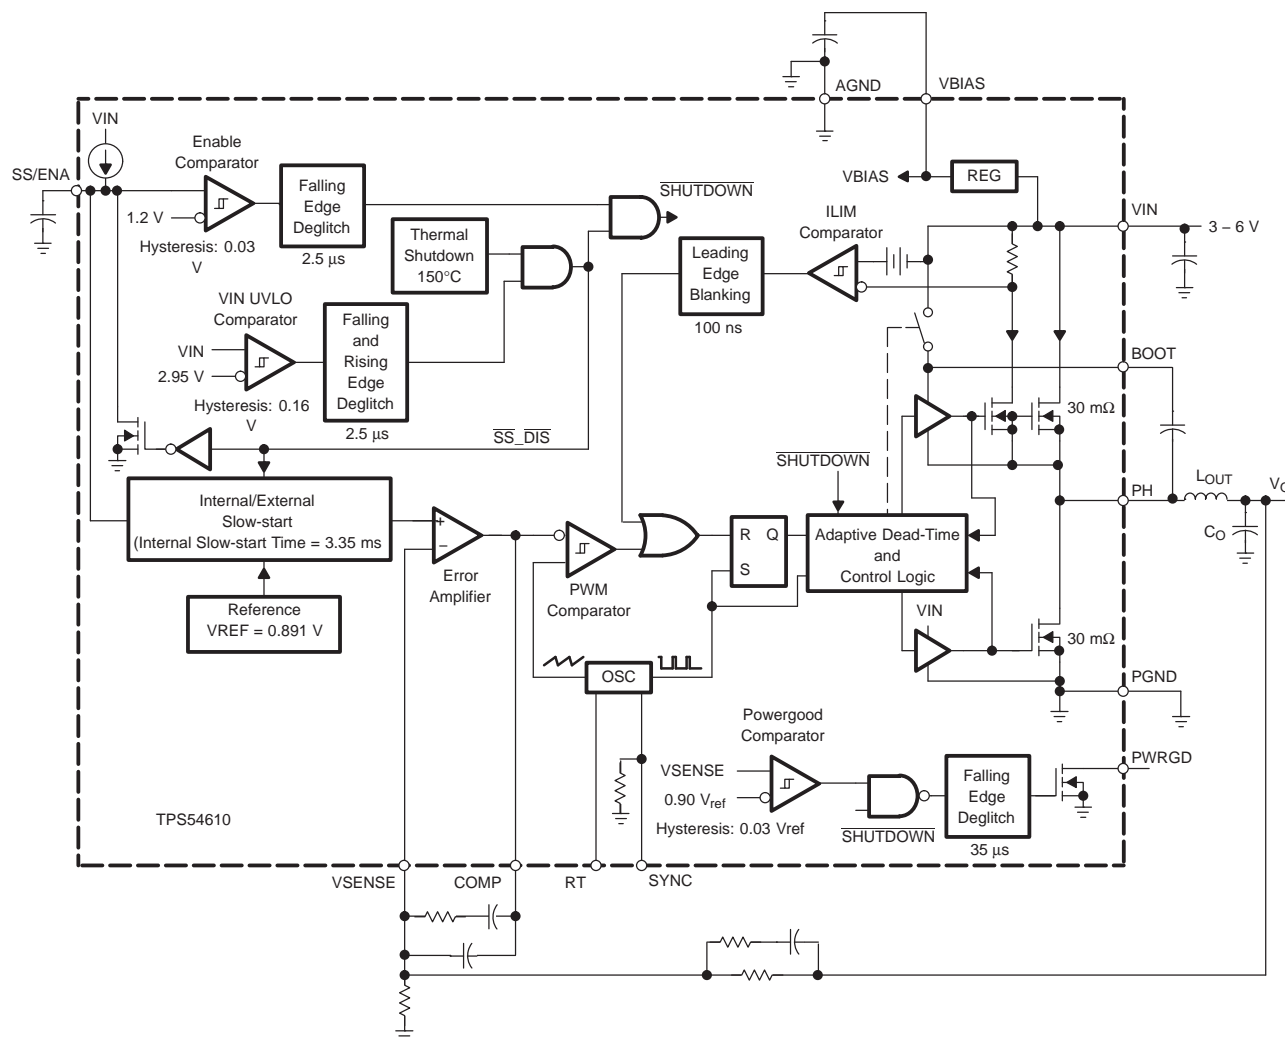 AGND
VBIAS
VIN
Enable
Comparator
SS/ENA
1.2 V
Hysteresis: 0.03
V
Falling
Edge
Deglitch
2.5 µs
SHUTDOWN
Thermal
Shutdown
150°C
VIN UVLO
Comparator
VIN
2.95 V
Hysteresis: 0.16
V
Falling
and
Rising
Edge
Deglitch
2.5 µs
SS_DIS
VBIAS
REG
VIN
3 – 6 V
ILIM
Comparator
Leading
Edge
Blanking
100 ns
BOOT
30 mΩ
SHUTDOWN
PH
LOUT
CO
Internal/External
Slow-start
(Internal Slow-start Time = 3.35 ms
Reference
VREF = 0.891 V
+
−
Error
Amplifier
PWM
Comparator
R Q
S
Adaptive Dead-Time
and
Control Logic
VIN
30 mΩ
OSC
PGND
Powergood
Comparator
VSENSE
0.90 Vref
Hysteresis: 0.03 Vref
SHUTDOWN
Falling
Edge
Deglitch
35 µs
PWRGD
TPS54610
VSENSE
COMP
RT
SYNC